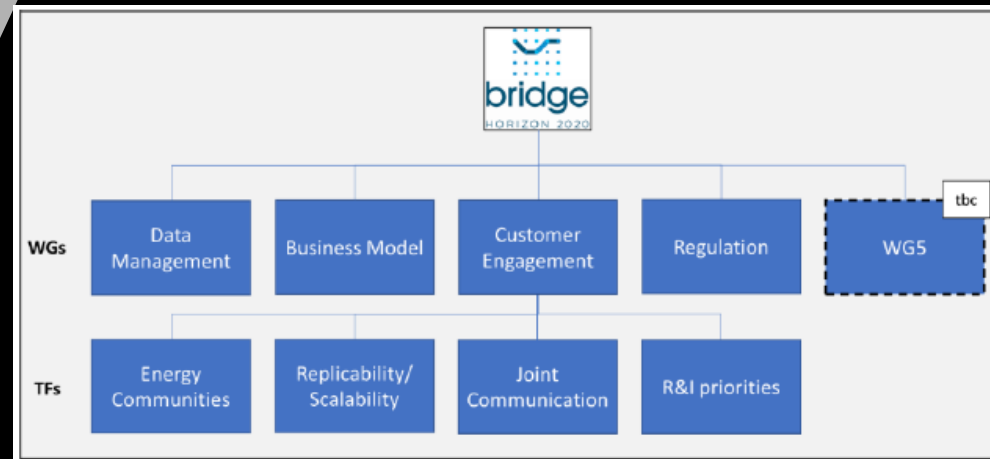 bridge
HORIZON 2020
tbc
WGs
Data
Management
Business Model
Customer
Engagement
Regulation
WG5
TFs
Energy
Communities
Replicability/
Scalability
Joint
Communication
R&I priorities